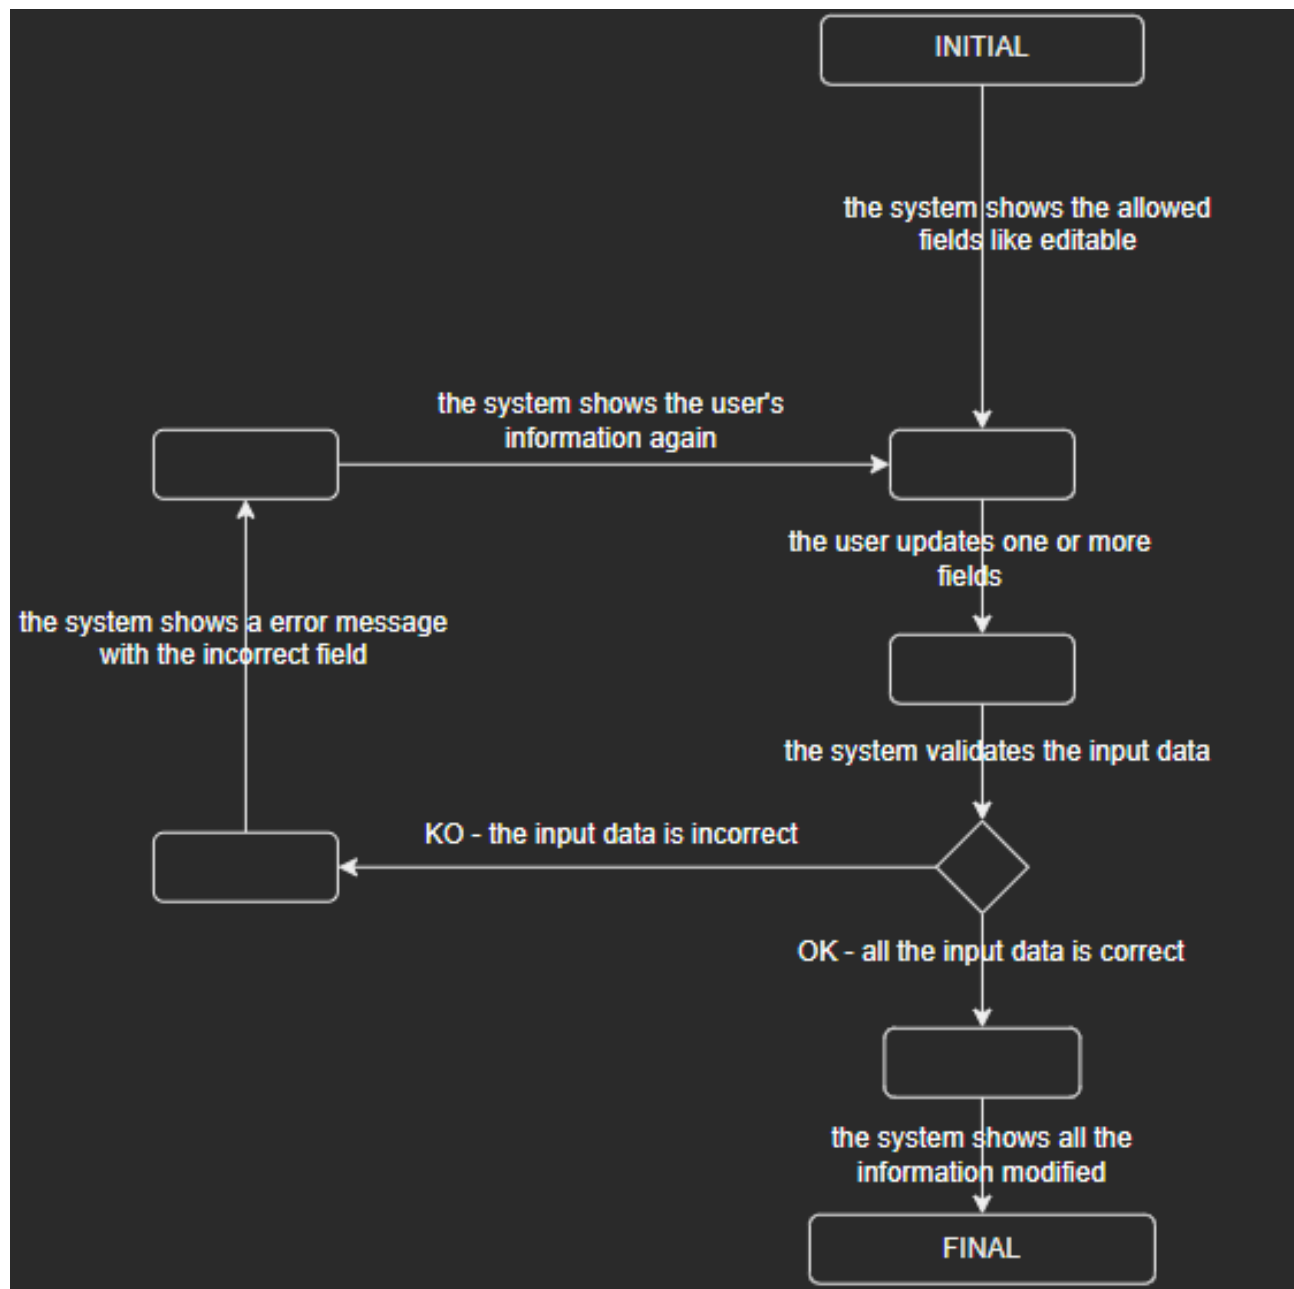 INITIAL
the system shows the allowed
fields like editable
the system shows the user's
information again
the user updates one or more
fields
the system shows a error message
with the incorrect field
the system validates the input data
KO - the input data is incorrect
OK - all the input data is correct
the system shows all the
information modified
FINAL